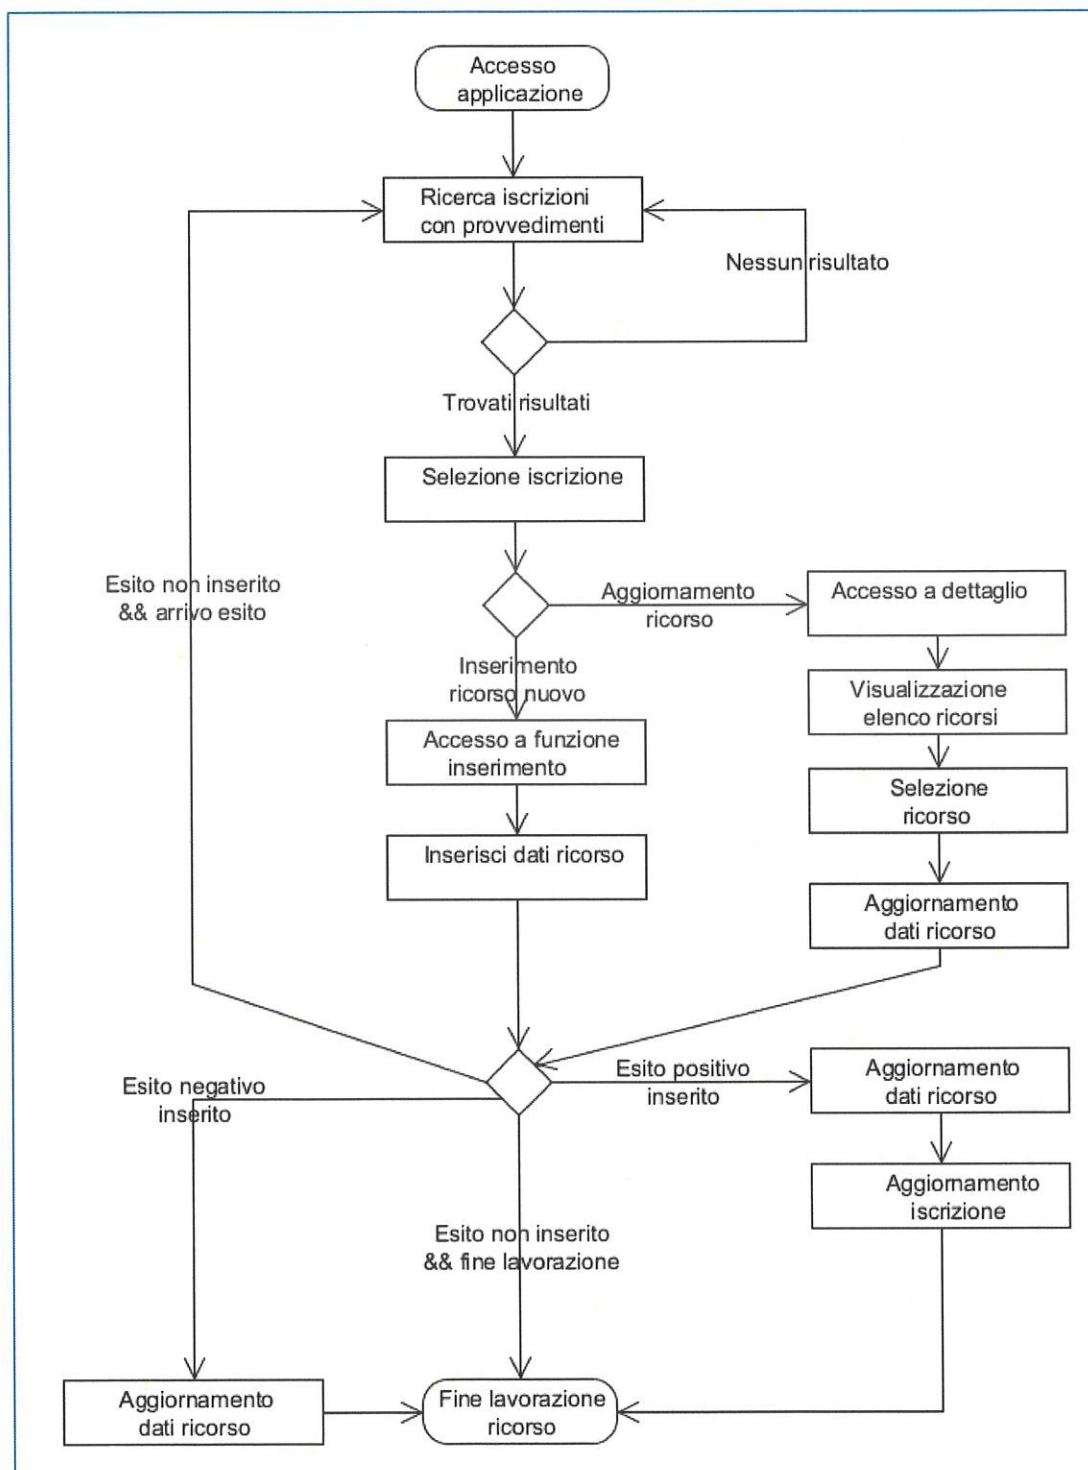 Accesso
applicazione
Ricerca iscrizioni
con provvedimenti
Nessun risultato
Trovati risultati
Selezione iscrizione
Esito non inserito
&& arrivo esito
Aggiornamento
ricorso
Accesso a dettaglio
Inserimento
ricorso nuovo
Visualizzazione
elenco ricorsi
Accesso a funzione
inserimento
Selezione
ricorso
Inserisci dati ricorso
Aggiornamento
dati ricorso
Esito negativo
inserito
Esito positivo
inserito
Aggiornamento
dati ricorso
Aggiornamento
iscrizione
Esito non inserito
&& fine lavorazione
Aggiornamento
dati ricorso
Fine lavorazione
ricorso